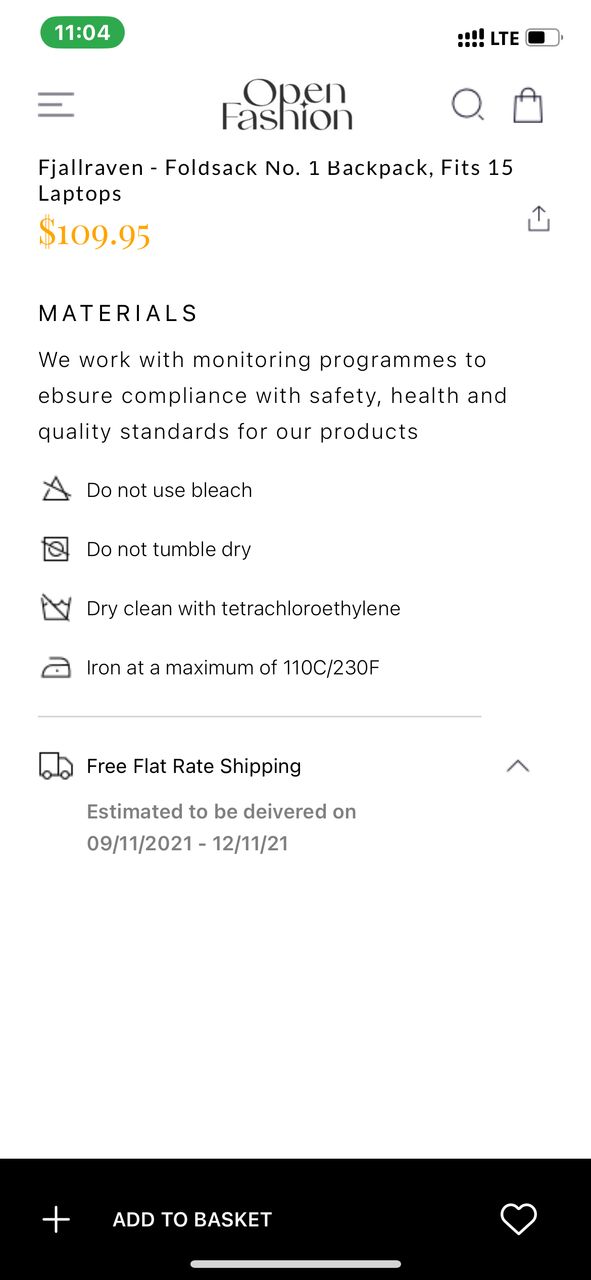 11:04
LTE
Open
Fashion
Fjallraven - Foldsack No. 1 Backpack, Fits 15
Laptops
$109.95
MATERIALS
We work with monitoring programmes to
ebsure compliance with safety, health and
quality standards for our products
Do not use bleach
Do not tumble dry
Dry clean with tetrachloroethylene
Iron at a maximum of 110C/230F
Free Flat Rate Shipping
Estimated to be deivered on
09/11/2021 - 12/11/21
ADD TO BASKET